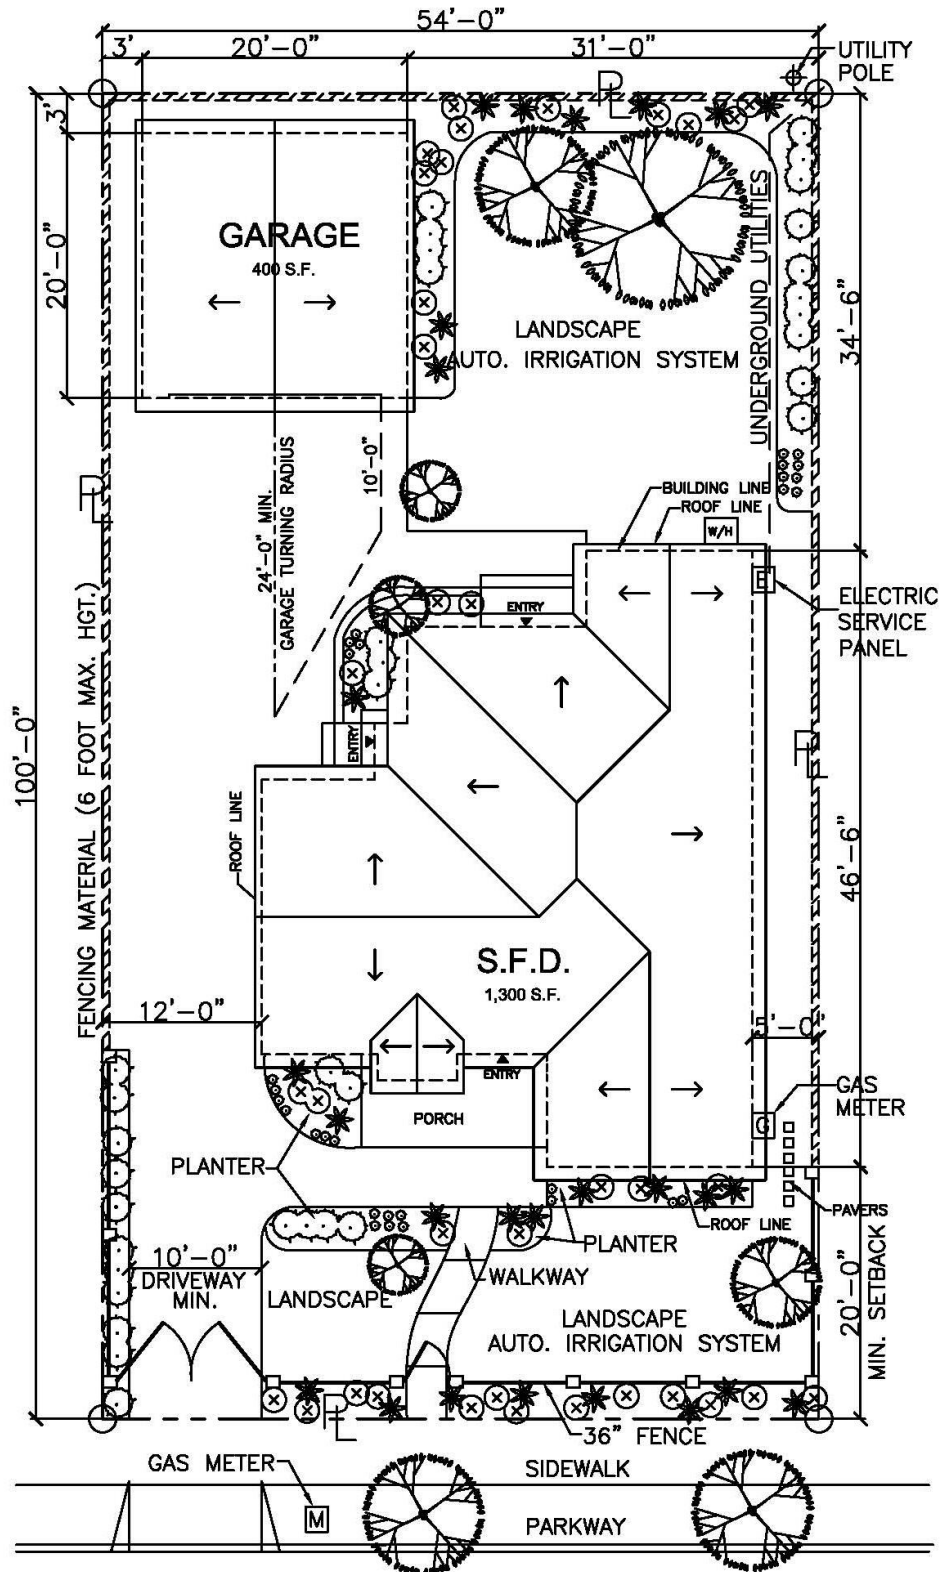 54'-0"
3'
20'-0"
31'-0"
UTILITY
POLE
PL
3'
20'-0"
GARAGE
400 S.F.
UNDERGROUND UTILITIES
34'-6"
LANDSCAPE
AUTO. IRRIGATION SYSTEM
PL
24'-0" MIN.
GARAGE TURNING RADIUS
10'-0"
BUILDING LINE
ROOF LINE
W/H
E
ELECTRIC
SERVICE
PANEL
ENTRY
100'-0"
FENCING MATERIAL (6 FOOT MAX. HGT.)
ENTRY
PL
ROOF LINE
46'-6"
S.F.D.
1,300 S.F.
12'-0"
5'-0"
ENTRY
PORCH
G
GAS
METER
PLANTER
PAVERS
ROOF LINE
PLANTER
10'-0"
DRIVEWAY
MIN.
WALKWAY
LANDSCAPE
LANDSCAPE
AUTO. IRRIGATION SYSTEM
20'-0"
MIN. SETBACK
PL
36" FENCE
GAS METER
SIDEWALK
M
PARKWAY